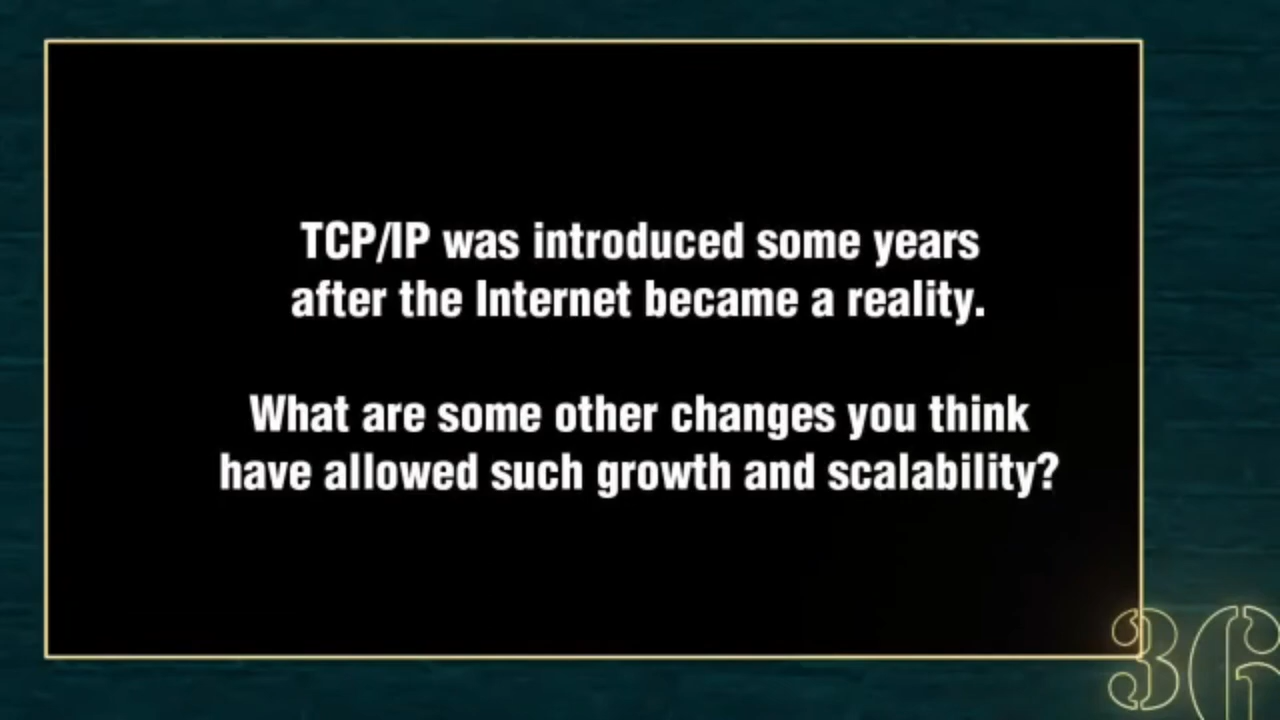 TCP/IP was introduced some years
after the Internet became a reality.
What are some other changes you think
have allowed such growth and scalability?
36